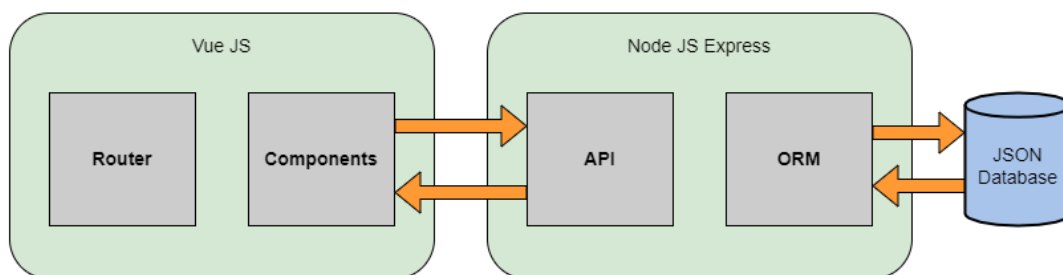 Vue JS
Node JS Express
Router
Components
API
ORM
JSON
Database